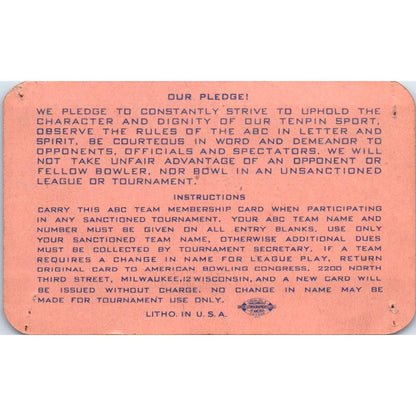 OUR PLEDGE!
WE PLEDGE TO CONSTANTLY STRIVE TO UPHOLD THE
CHARACTER AND DIGNITY OF OUR TENPIN SPORT,
OBSERVE THE RULES OF THE ABC IN LETTER AND
SPIRIT, BE COURTEOUS IN WORD AND DEMEANOR TO
OPPONENTS, OFFICIALS AND SPECTATORS. WE WILL
NOT TAKE UNFAIR ADVANTAGE OF AN OPPONENT OR
FELLOW BOWLER, NOR BOWL IN AN UNSANCTIONED
LEAGUE OR TOURNAMENT.
INSTRUCTIONS
CARRY THIS ABC TEAM MEMBERSHIP CARD WHEN PARTICIPATING
IN ANY SANCTIONED TOURNAMENT. YOUR ABC TEAM NAME AND
NUMBER MUST BE GIVEN ON ALL ENTRY BLANKS. USE ONLY
YOUR SANCTIONED TEAM NAME, OTHERWISE ADDITIONAL DUES
MUST BE COLLECTED BY TOURNAMENT SECRETARY. IF A TEAM
REQUIRES A CHANGE IN NAME FOR LEAGUE PLAY, RETURN
ORIGINAL CARD TO AMERICAN BOWLING CONGRESS, 2200 NORTH
THIRD STREET, MILWAUKEE,12 WISCONSIN, AND A NEW CARD WILL
BE ISSUED WITHOUT CHARGE. NO CHANGE IN NAME MAY BE
MADE FOR TOURNAMENT USE ONLY.
LITHO. IN U.S.A.